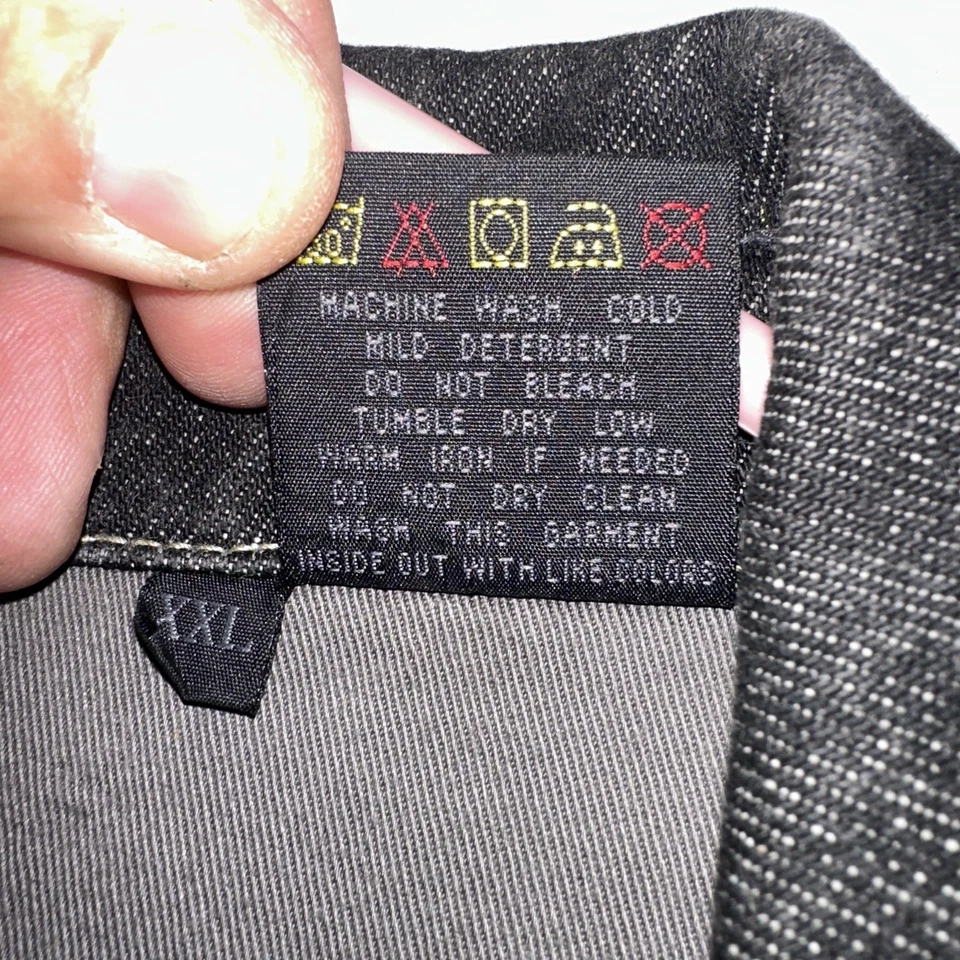 MACHINE WASH COLD
MILD DETERGENT
DO NOT BLEACH
TUMBLE DRY LOW
WARM IRON IF NEEDED
DO NOT DRY CLEAN
WASH THIS GARMENT
INSIDE OUT WITH LIKE COLORS
XXL